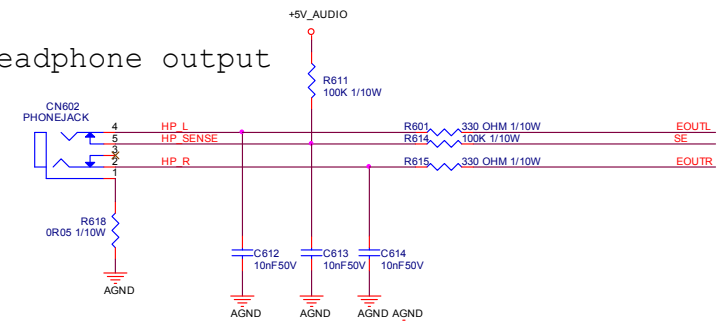 +5V_AUDIO
eadphone output
R611
100K 1/10W
CN602
PHONEJACK
4 HP_L R601 330 OHM 1/10W EOUTL
5 HP_SENSE R614 100K 1/10W SE
3
2 HP_R R615 330 OHM 1/10W EOUTR
1
R618
0R05 1/10W
C612
10nF50V
C613
10nF50V
C614
10nF50V
AGND
AGND AGND AGND AGND